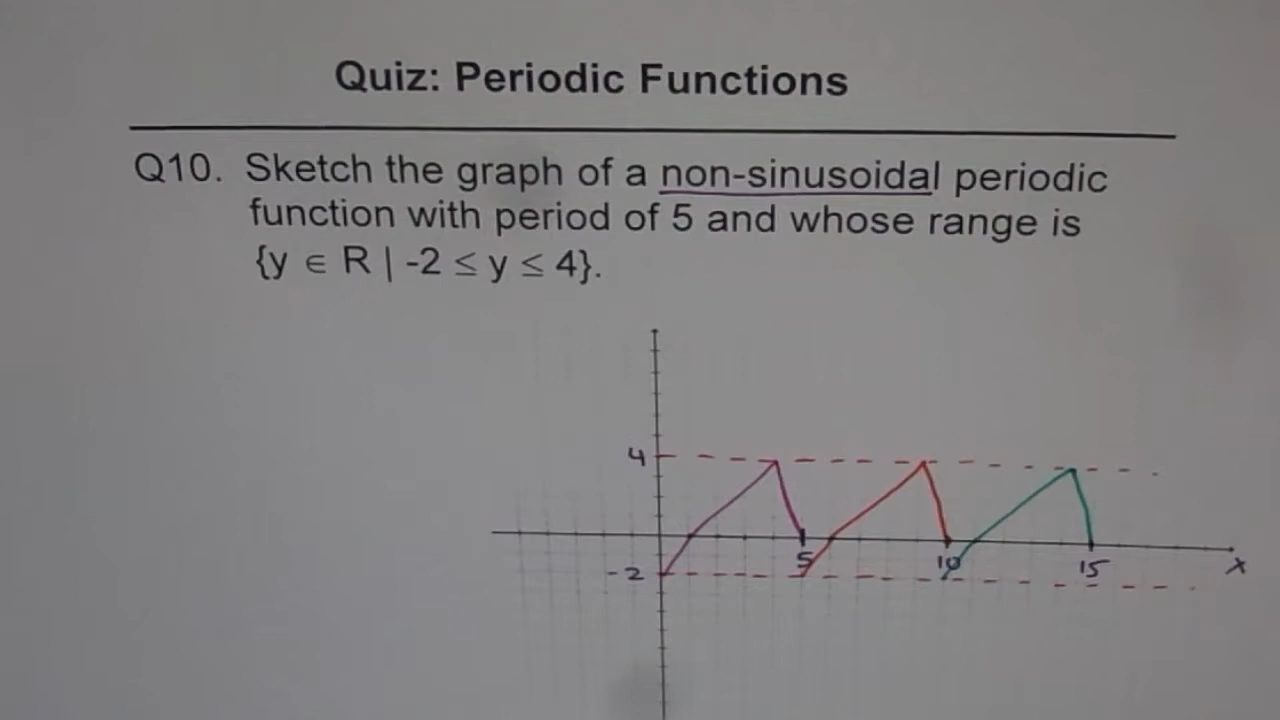 Quiz: Periodic Functions
Q10. Sketch the graph of a non-sinusoidal periodic
function with period of 5 and whose range is
{y ∈ R | -2 ≤ y ≤ 4}.
4
5 10 15 x
-2